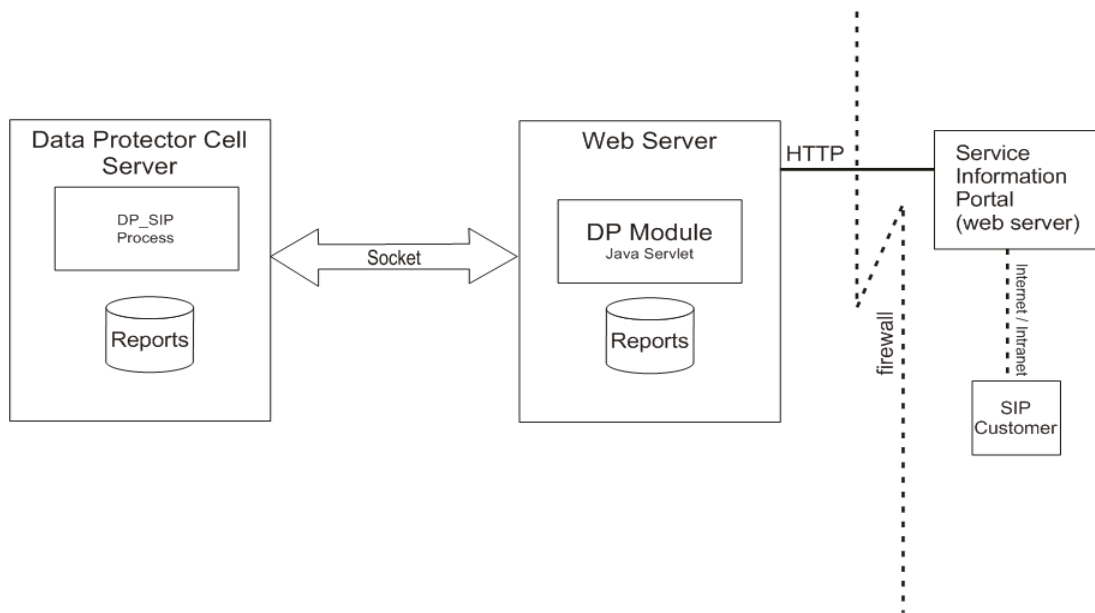 Data Protector Cell
Server
DP_SIP
Process
Reports
Socket
Web Server
DP Module
Java Servlet
Reports
HTTP
firewall
Service
Information
Portal
(web server)
Internet / Intranet
SIP
Customer